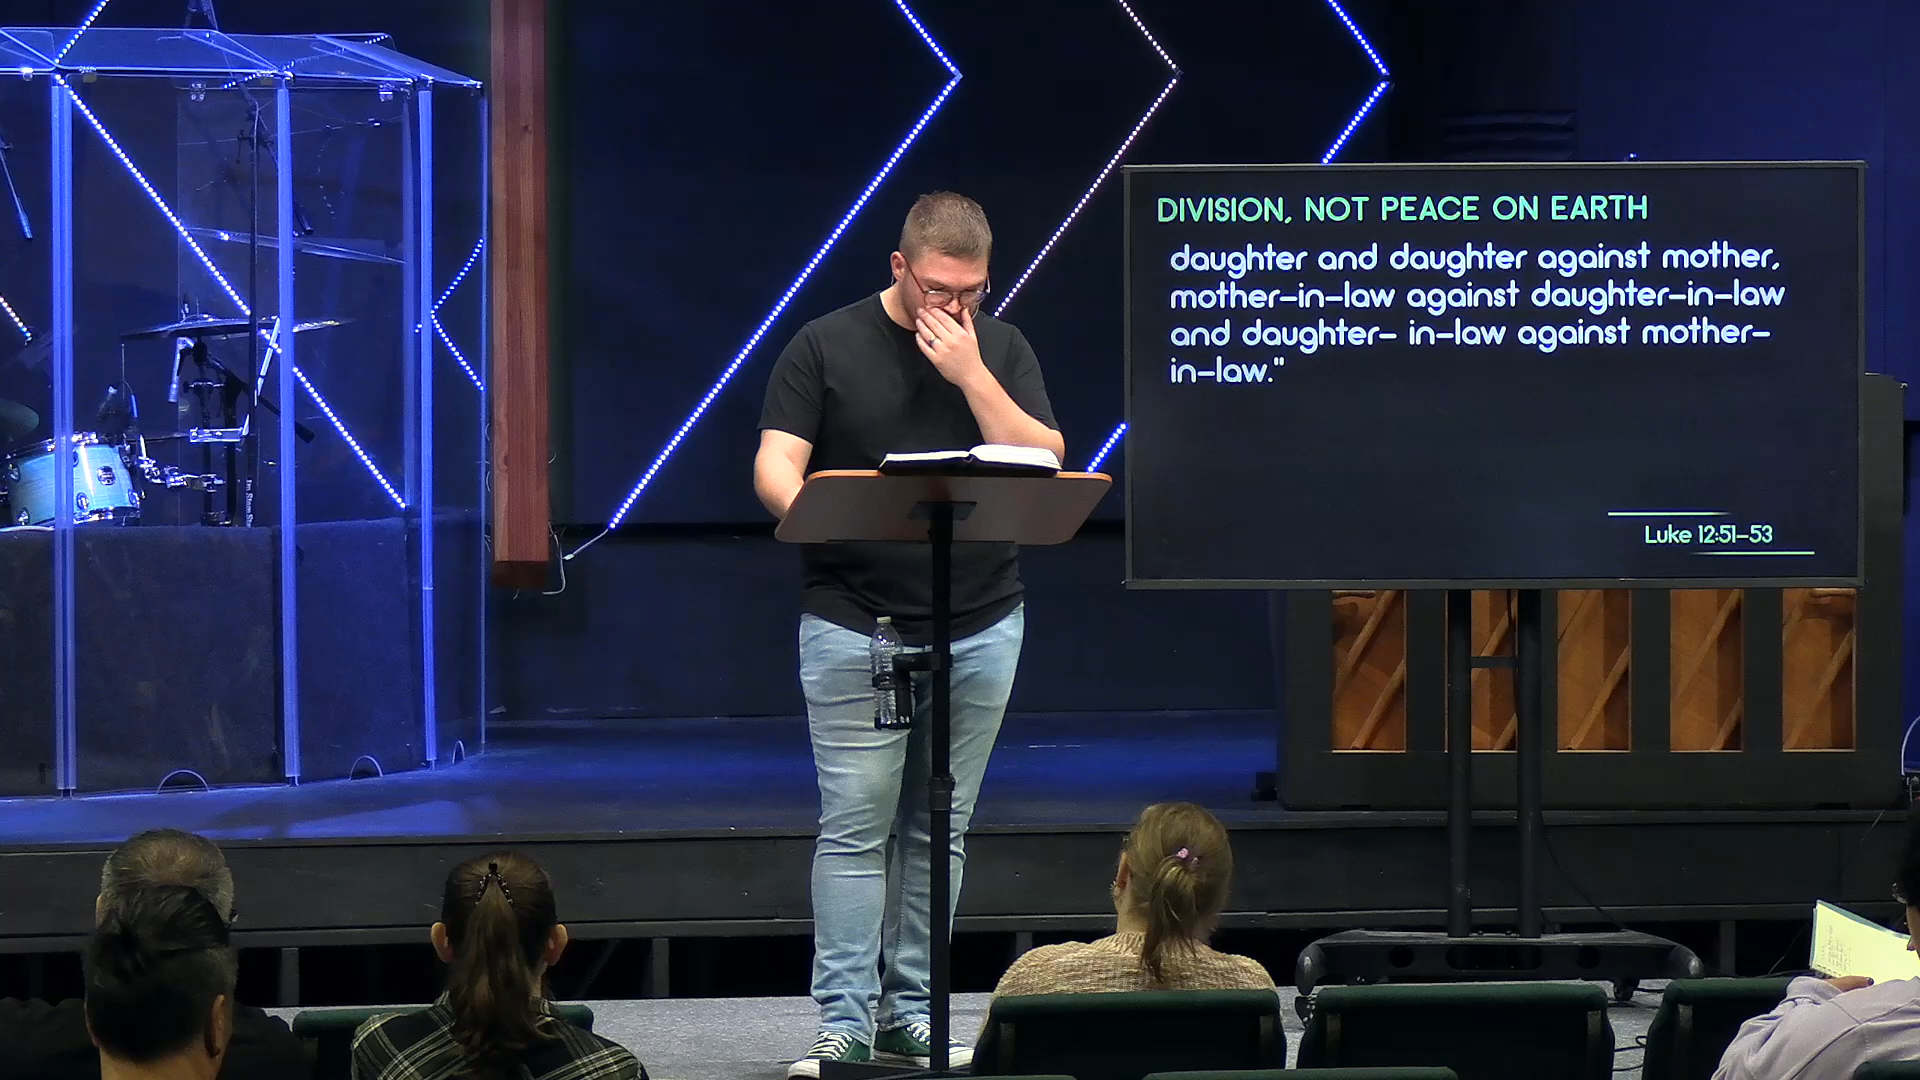 DIVISION, NOT PEACE ON EARTH
daughter and daughter against mother,
mother-in-law against daughter-in-law
and daughter- in-law against mother-
in-law."
Luke 12:51-53